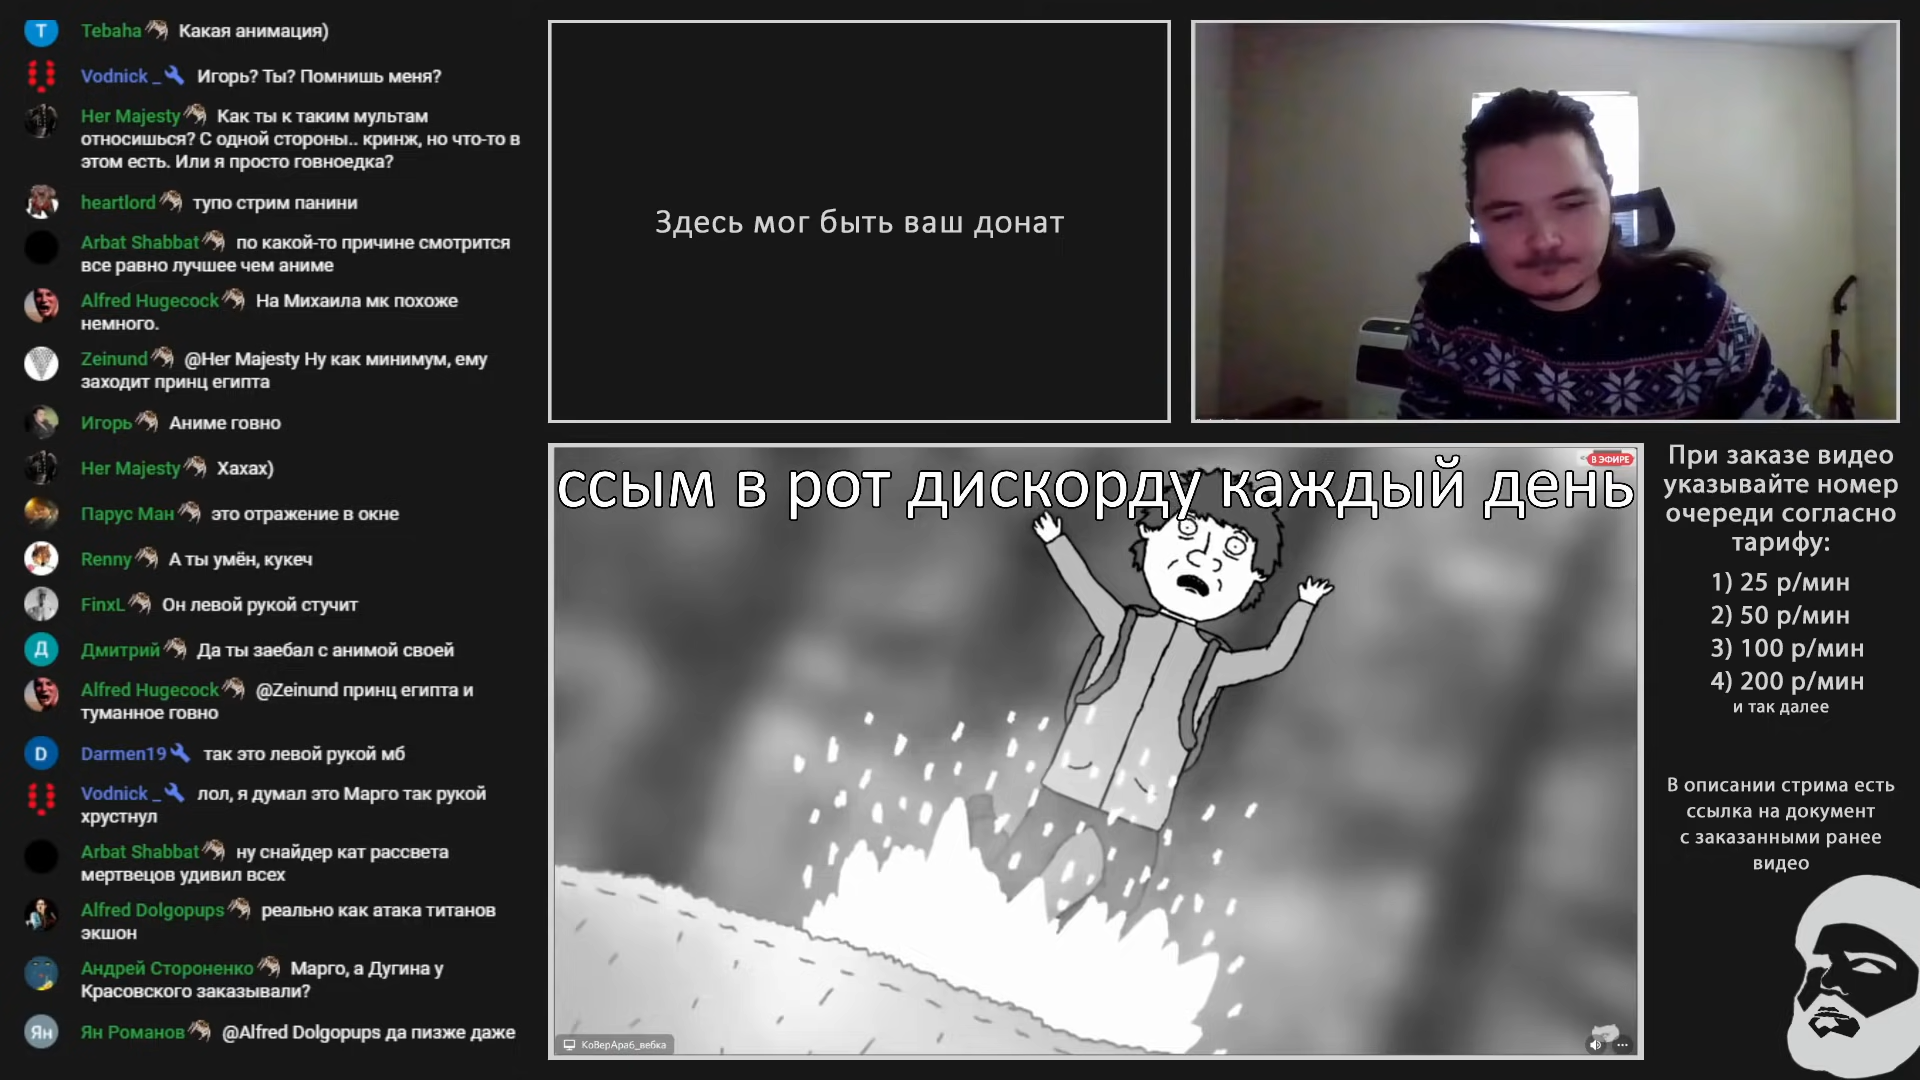 Т Tebaha Какая анимация)
Vodnick _ Игорь? Ты? Помнишь меня?
Her Majesty Как ты к таким мультам
относишься? С одной стороны.. кринж, но что-то в
этом есть. Или я просто говноедка?
heartlord тупо стрим панини
Arbat Shabbat по какой-то причине смотрится
все равно лучшее чем аниме
Alfred Hugecock На Михаила мк похоже
немного.
Zeinund @Her Majesty Ну как минимум, ему
заходит принц египта
Игорь Аниме говно
Her Majesty Хахах)
Парус Ман это отражение в окне
Renny А ты умён, кукеч
FinxL Он левой рукой стучит
Д Дмитрий Да ты заебал с анимой своей
Alfred Hugecock @Zeinund принц египта и
туманное говно
D Darmen19 так это левой рукой мб
Vodnick _ лол, я думал это Марго так рукой
хрустнул
Arbat Shabbat ну снайдер кат рассвета
мертвецов удивил всех
Alfred Dolgopups реально как атака титанов
экшон
Андрей Стороненко Марго, а Дугина у
Красовского заказывали?
Ян Ян Романов @Alfred Dolgopups да пизже даже
Здесь мог быть ваш донат
В ЭФИРЕ
ссым в рот дискорду каждый день
КоВерАраб_вебка
При заказе видео
указывайте номер
очереди согласно
тарифу:
1) 25 р/мин
2) 50 р/мин
3) 100 р/мин
4) 200 р/мин
и так далее
В описании стрима есть
ссылка на документ
с заказанными ранее
видео